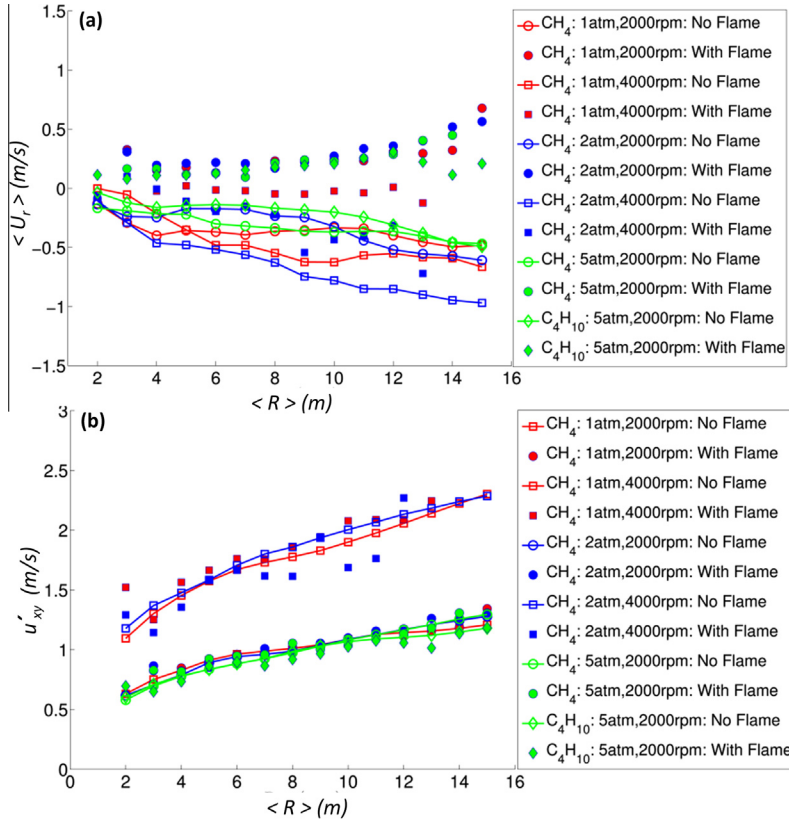 (a)
1.5
1
0.5
0
−0.5
−1
−1.5
< U_r > (m/s)
2 4 6 8 10 12 14 16
< R > (m)
CH₄: 1atm,2000rpm: No Flame
CH₄: 1atm,2000rpm: With Flame
CH₄: 1atm,4000rpm: No Flame
CH₄: 1atm,4000rpm: With Flame
CH₄: 2atm,2000rpm: No Flame
CH₄: 2atm,2000rpm: With Flame
CH₄: 2atm,4000rpm: No Flame
CH₄: 2atm,4000rpm: With Flame
CH₄: 5atm,2000rpm: No Flame
CH₄: 5atm,2000rpm: With Flame
C₄H₁₀: 5atm,2000rpm: No Flame
C₄H₁₀: 5atm,2000rpm: With Flame
(b)
3
2.5
2
1.5
1
0.5
0
u′_xy (m/s)
2 4 6 8 10 12 14 16
< R > (m)
CH₄: 1atm,2000rpm: No Flame
CH₄: 1atm,2000rpm: With Flame
CH₄: 1atm,4000rpm: No Flame
CH₄: 1atm,4000rpm: With Flame
CH₄: 2atm,2000rpm: No Flame
CH₄: 2atm,2000rpm: With Flame
CH₄: 2atm,4000rpm: No Flame
CH₄: 2atm,4000rpm: With Flame
CH₄: 5atm,2000rpm: No Flame
CH₄: 5atm,2000rpm: With Flame
C₄H₁₀: 5atm,2000rpm: No Flame
C₄H₁₀: 5atm,2000rpm: With Flame